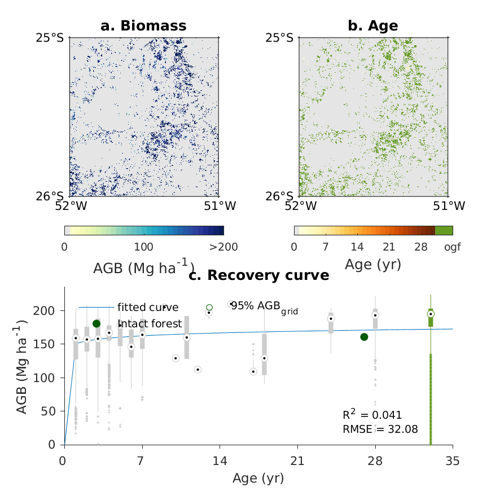 a. Biomass
b. Age
25°S
25°S
26°S
26°S
52°W
51°W
52°W
51°W
0
100
>200
0
7
14
21
28
ogf
AGB (Mg ha⁻¹)
Age (yr)
c. Recovery curve
fitted curve
95% AGBgrid
Intact forest
200
150
100
50
0
AGB (Mg ha⁻¹)
R² = 0.041
RMSE = 32.08
0
7
14
21
28
35
Age (yr)